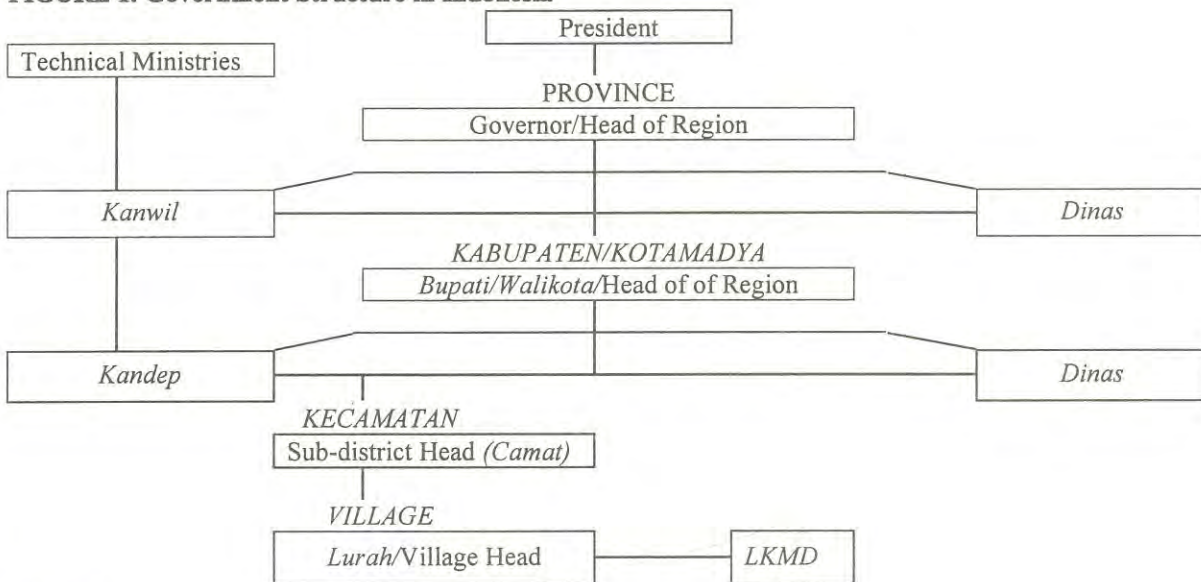 President
Technical Ministries
PROVINCE
Governor/Head of Region
Kanwil
Dinas
KABUPATEN/KOTAMADYA
Bupati/Walikota/Head of of Region
Kandep
Dinas
KECAMATAN
Sub-district Head (Camat)
VILLAGE
Lurah/Village Head
LKMD